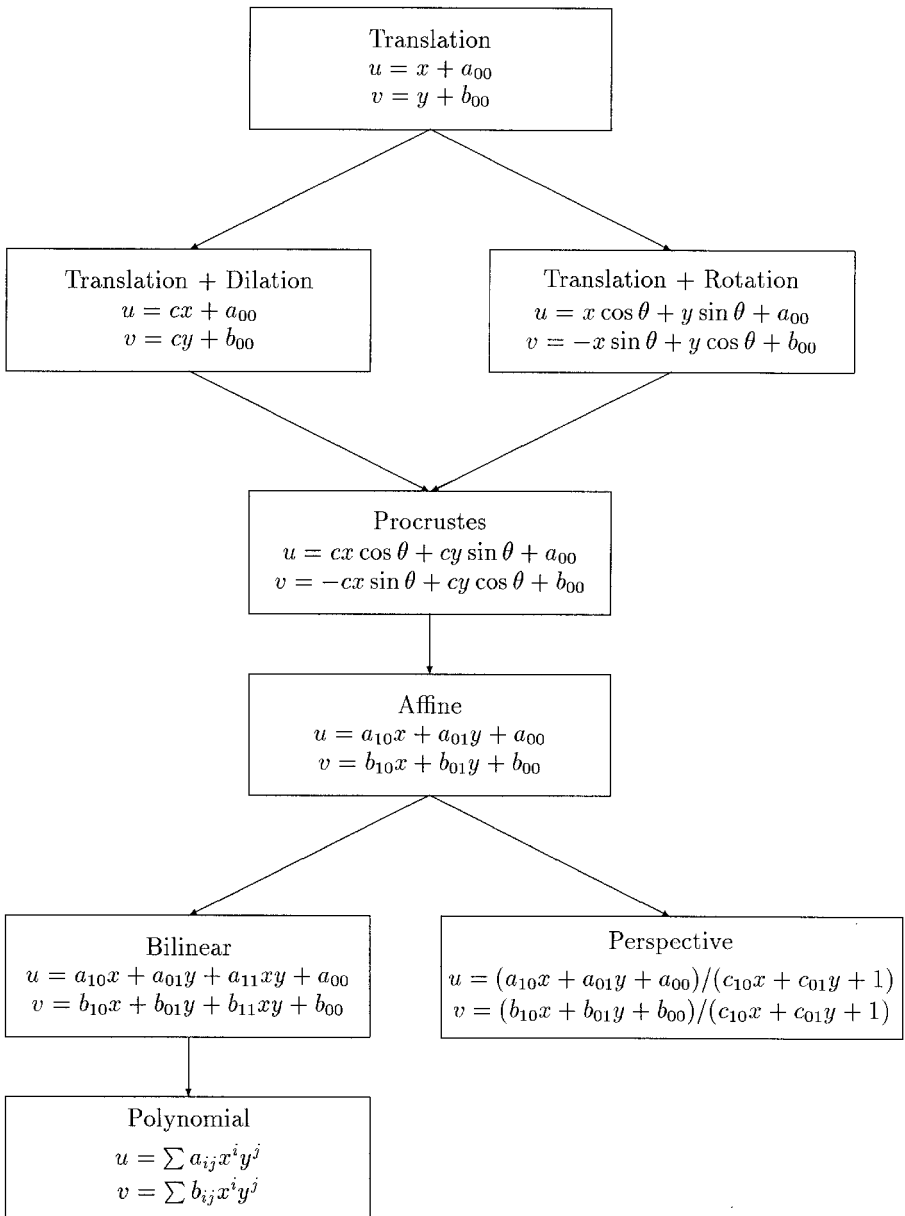 Translation
u = x + a₀₀
v = y + b₀₀
Translation + Dilation
u = cx + a₀₀
v = cy + b₀₀
Translation + Rotation
u = x cos θ + y sin θ + a₀₀
v = −x sin θ + y cos θ + b₀₀
Procrustes
u = cx cos θ + cy sin θ + a₀₀
v = −cx sin θ + cy cos θ + b₀₀
Affine
u = a₁₀x + a₀₁y + a₀₀
v = b₁₀x + b₀₁y + b₀₀
Bilinear
u = a₁₀x + a₀₁y + a₁₁xy + a₀₀
v = b₁₀x + b₀₁y + b₁₁xy + b₀₀
Perspective
u = (a₁₀x + a₀₁y + a₀₀)/(c₁₀x + c₀₁y + 1)
v = (b₁₀x + b₀₁y + b₀₀)/(c₁₀x + c₀₁y + 1)
Polynomial
u = ∑ aᵢⱼxⁱyʲ
v = ∑ bᵢⱼxⁱyʲ